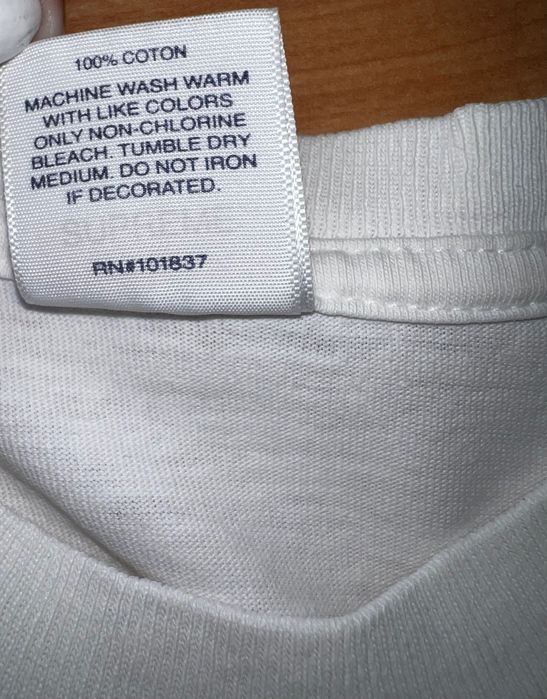 100% COTON
MACHINE WASH WARM
WITH LIKE COLORS
ONLY NON-CHLORINE
BLEACH. TUMBLE DRY
MEDIUM. DO NOT IRON
IF DECORATED.
RN#101837